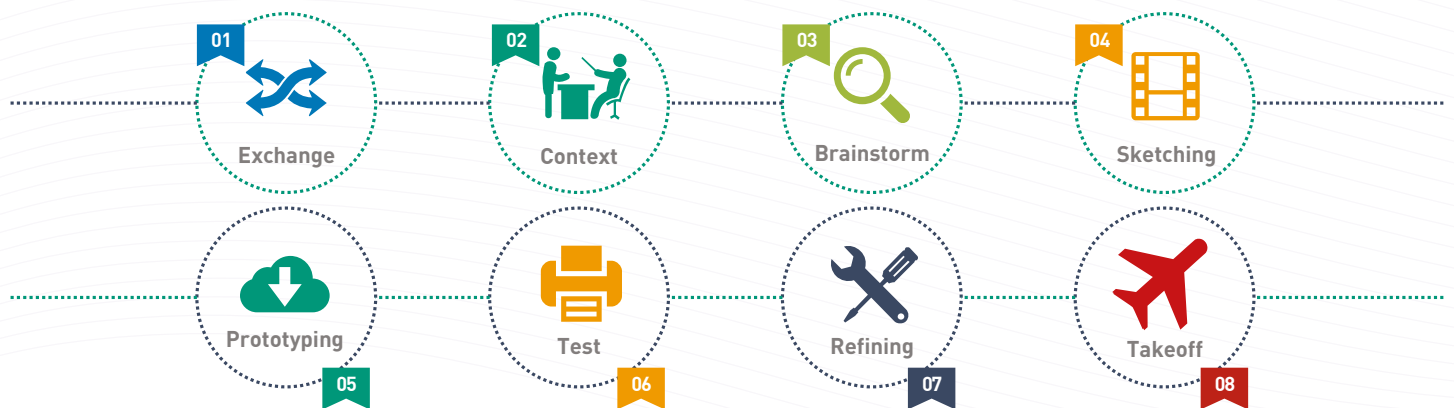 01
Exchange
02
Context
03
Brainstorm
04
Sketching
Prototyping
05
Test
06
Refining
07
Takeoff
08